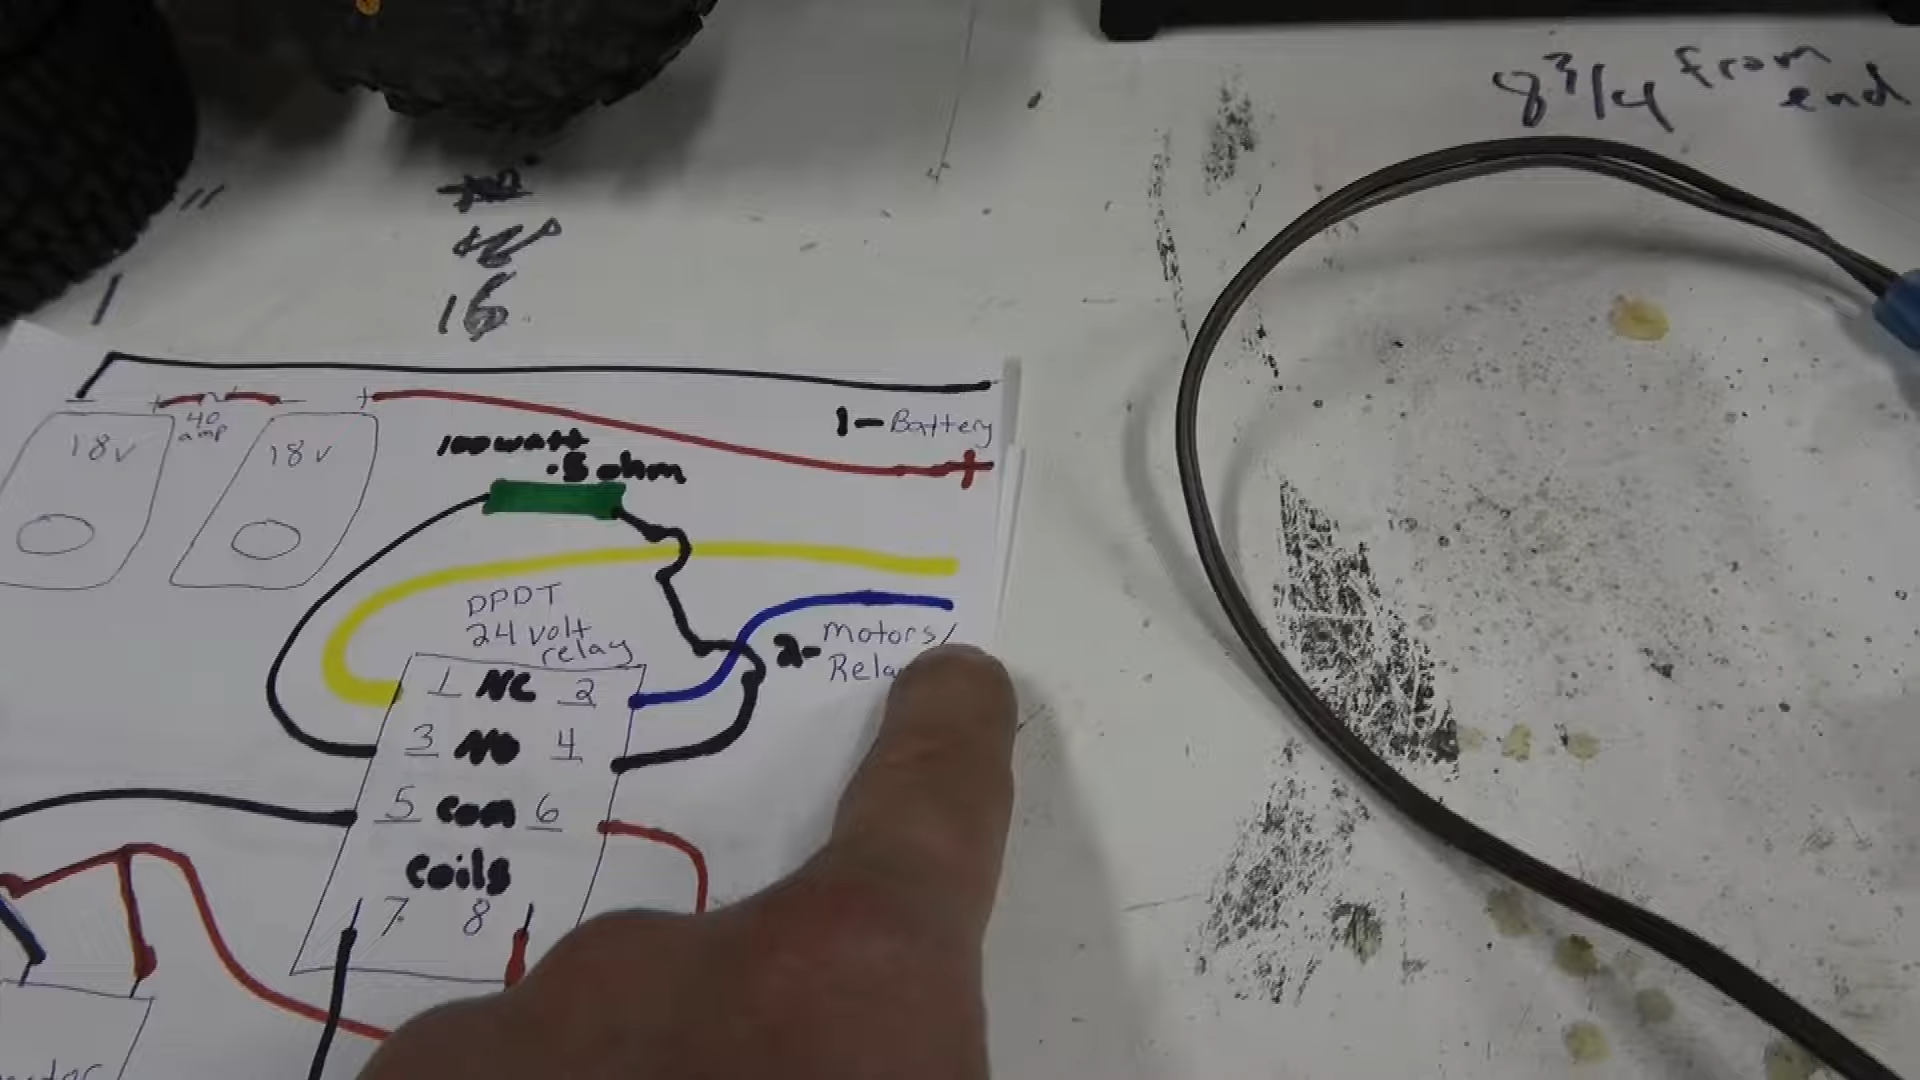 8 3/4 from
end
16
1- Battery
+
40
amp
18v
18v
100 watt
.5 ohm
DPDT
24 volt
relay
2- Motors/
1 NC 2
3 NO 4
5 com 6
Coils
7 8